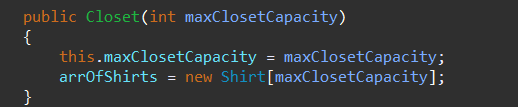 public Closet(int maxClosetCapacity)
{
this.maxClosetCapacity = maxClosetCapacity;
arrOfShirts = new Shirt[maxClosetCapacity];
}